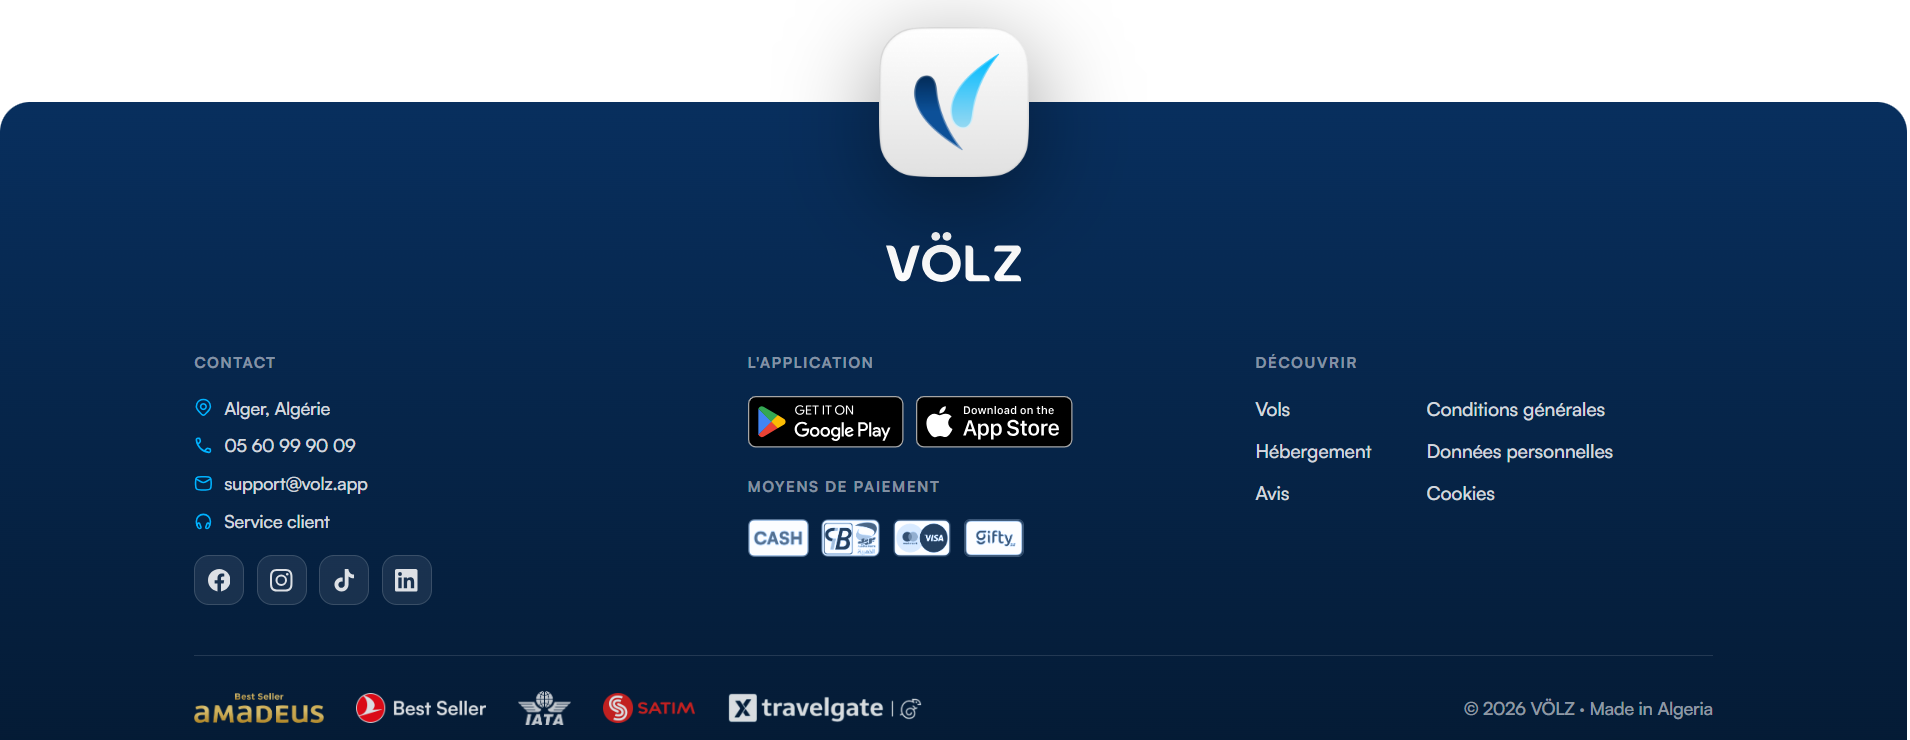 VÖLZ
CONTACT
Alger, Algérie
05 60 99 90 09
support@volz.app
Service client
L'APPLICATION
GET IT ON
Google Play
Download on the
App Store
MOYENS DE PAIEMENT
CASH
VISA
gifty
DÉCOUVRIR
Vols
Hébergement
Avis
Conditions générales
Données personnelles
Cookies
Best Seller
aMaDEUS
Best Seller
IATA
SATIM
travelgate
© 2026 VÖLZ • Made in Algeria